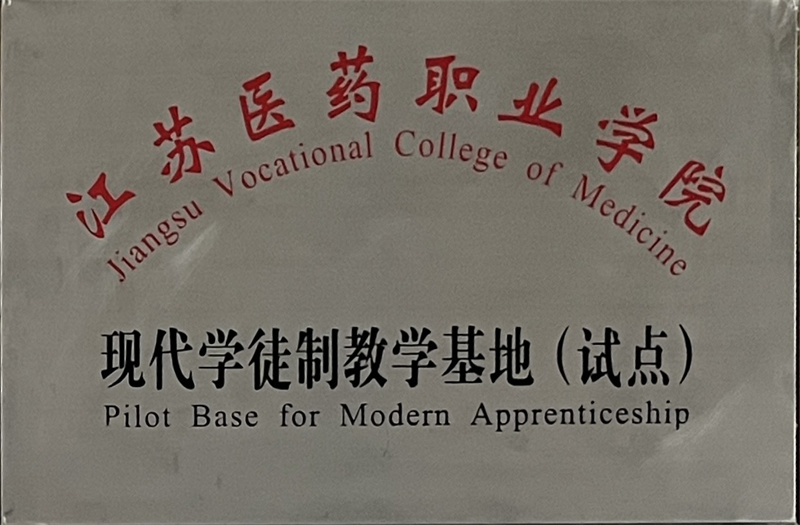 江苏医药职业学院
Jiangsu Vocational College of Medicine
现代学徒制教学基地（试点）
Pilot Base for Modern Apprenticeship